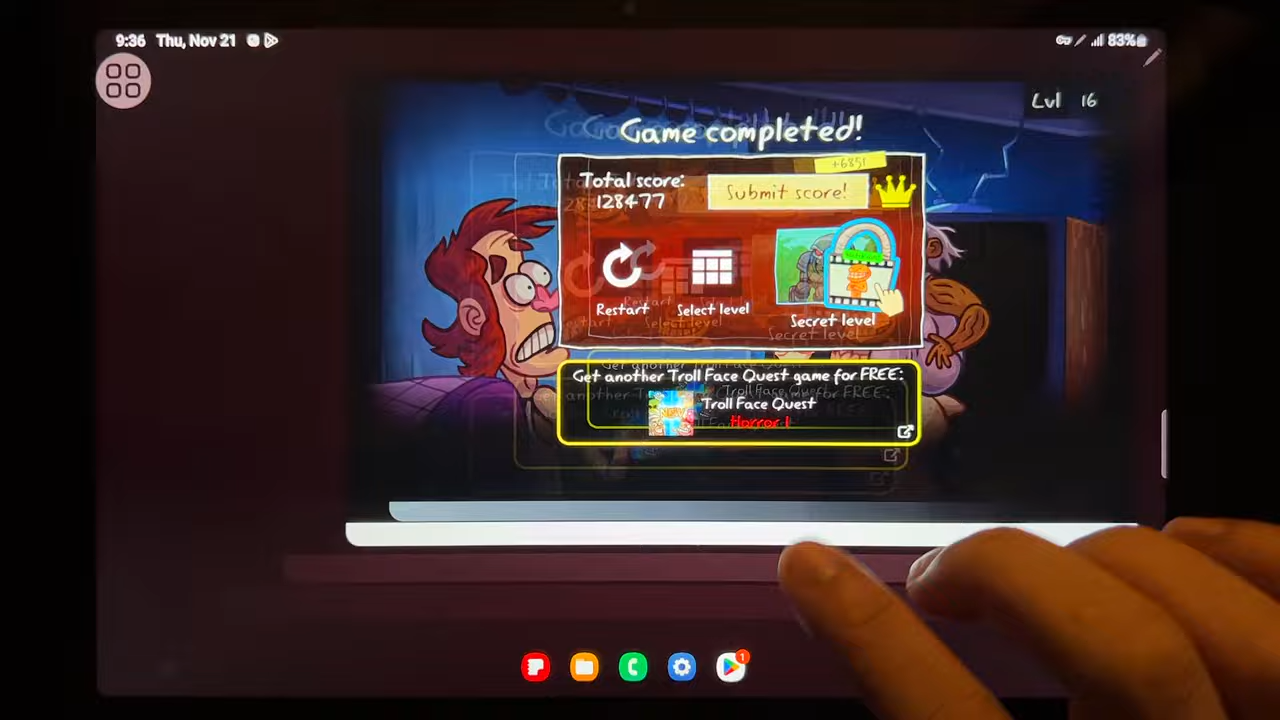 9:36 Thu, Nov 21
83%
Lvl 16
Game completed!
+6851
Total score:
128477
Submit score!
Restart
Select level
Secret level
Get another Troll Face Quest game for FREE:
NEW
Troll Face Quest
Horror 1
1